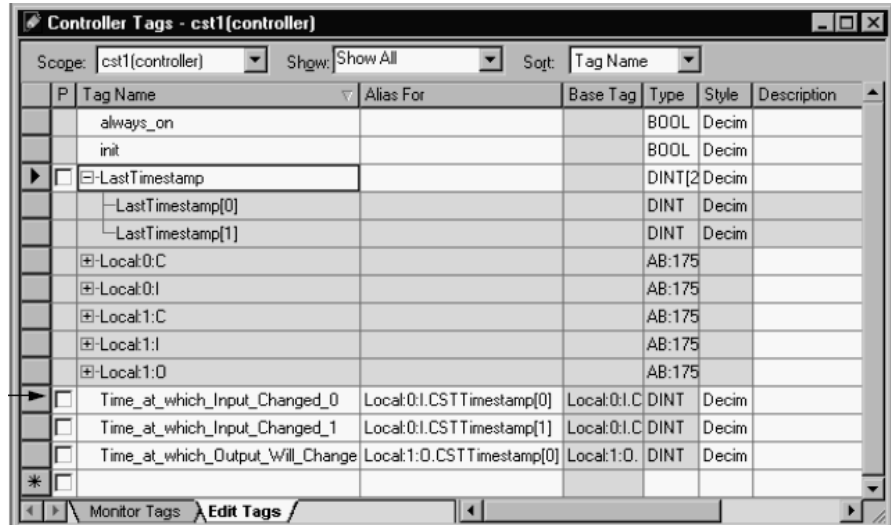 Controller Tags - cst1(controller)
Scope: cst1(controller) Show: Show All Sort: Tag Name
P Tag Name Alias For Base Tag Type Style Description
always_on BOOL Decim
init BOOL Decim
LastTimestamp DINT[2 Decim
LastTimestamp[0] DINT Decim
LastTimestamp[1] DINT Decim
Local:0:C AB:175
Local:0:I AB:175
Local:1:C AB:175
Local:1:I AB:175
Local:1:O AB:175
Time_at_which_Input_Changed_0 Local:0:I.CSTTimestamp[0] Local:0:I.C DINT Decim
Time_at_which_Input_Changed_1 Local:0:I.CSTTimestamp[1] Local:0:I.C DINT Decim
Time_at_which_Output_Will_Change Local:1:O.CSTTimestamp[0] Local:1:O. DINT Decim
Monitor Tags Edit Tags